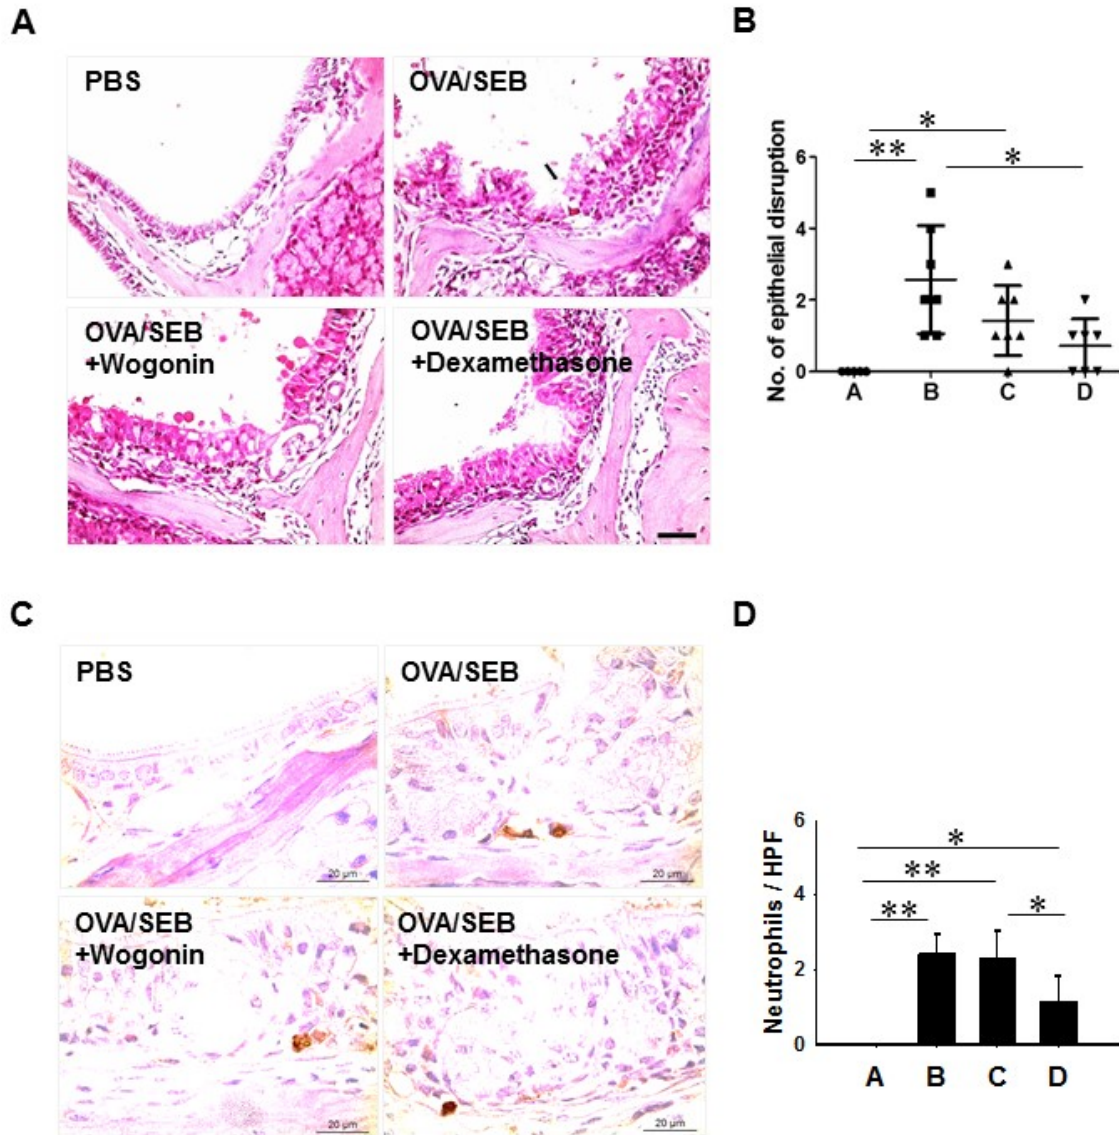 A
PBS
OVA/SEB
OVA/SEB
+Wogonin
OVA/SEB
+Dexamethasone
B
No. of epithelial disruption
6
4
2
0
*
**
*
A B C D
C
PBS
20 µm
OVA/SEB
20 µm
OVA/SEB
+Wogonin
20 µm
OVA/SEB
+Dexamethasone
20 µm
D
Neutrophils / HPF
6
4
2
0
*
**
**
*
A B C D